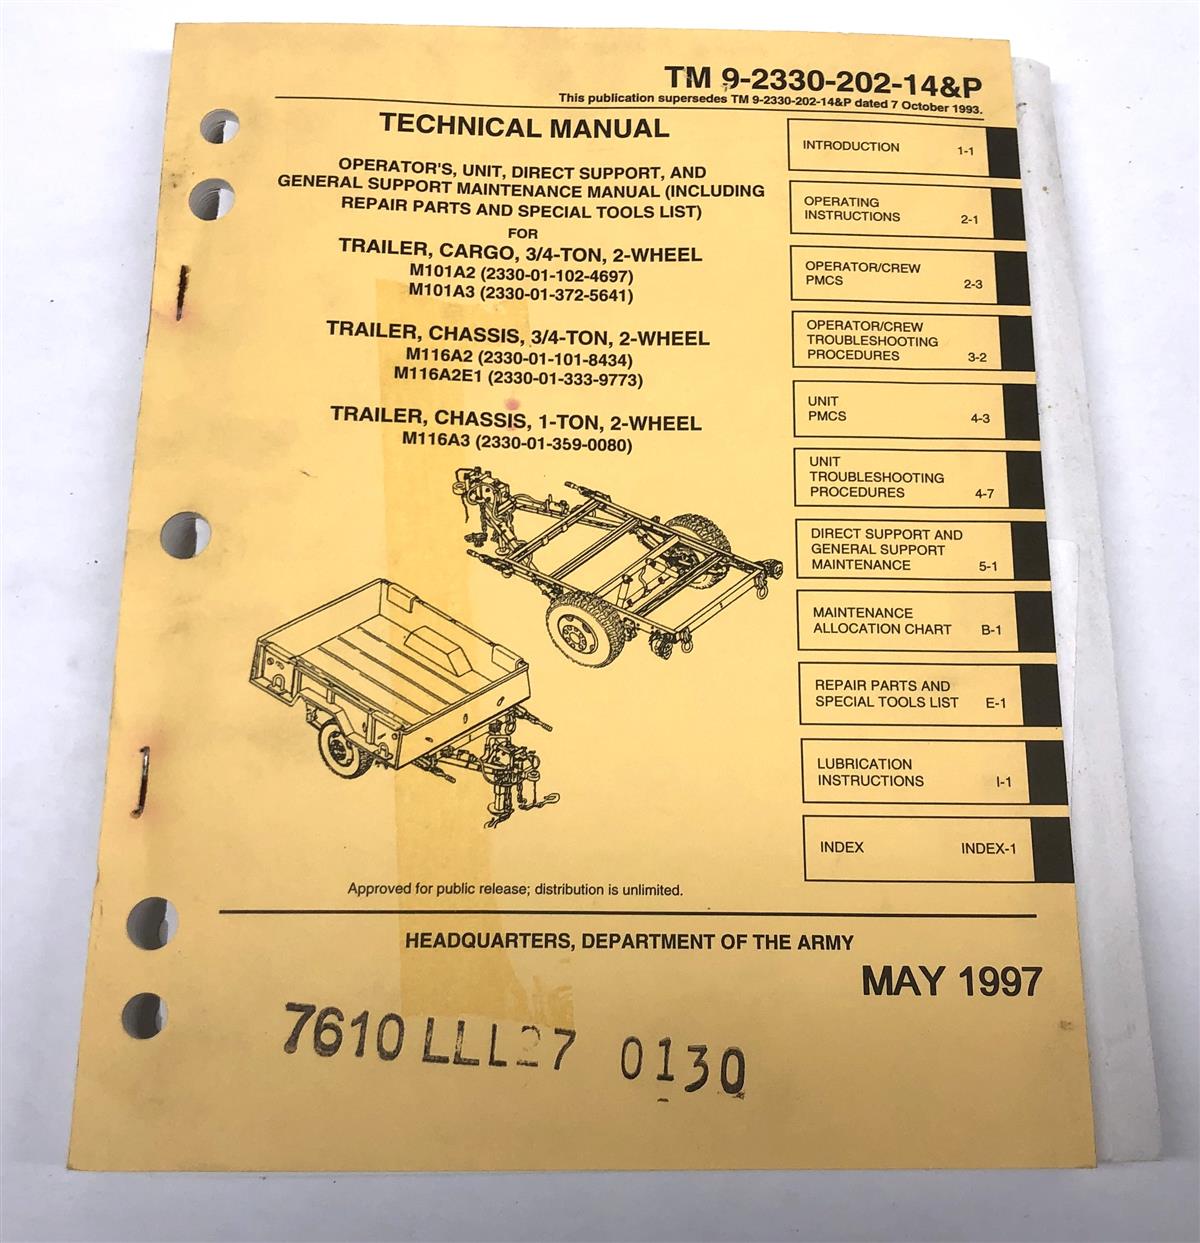 TM 9-2330-202-14&P
This publication supersedes TM 9-2330-202-14&P dated 7 October 1993.
TECHNICAL MANUAL
OPERATOR'S, UNIT, DIRECT SUPPORT, AND
GENERAL SUPPORT MAINTENANCE MANUAL (INCLUDING
REPAIR PARTS AND SPECIAL TOOLS LIST)
FOR
TRAILER, CARGO, 3/4-TON, 2-WHEEL
M101A2 (2330-01-102-4697)
M101A3 (2330-01-372-5641)
TRAILER, CHASSIS, 3/4-TON, 2-WHEEL
M116A2 (2330-01-101-8434)
M116A2E1 (2330-01-333-9773)
TRAILER, CHASSIS, 1-TON, 2-WHEEL
M116A3 (2330-01-359-0080)
INTRODUCTION 1-1
OPERATING
INSTRUCTIONS 2-1
OPERATOR/CREW
PMCS 2-3
OPERATOR/CREW
TROUBLESHOOTING
PROCEDURES 3-2
UNIT
PMCS 4-3
UNIT
TROUBLESHOOTING
PROCEDURES 4-7
DIRECT SUPPORT AND
GENERAL SUPPORT
MAINTENANCE 5-1
MAINTENANCE
ALLOCATION CHART B-1
REPAIR PARTS AND
SPECIAL TOOLS LIST E-1
LUBRICATION
INSTRUCTIONS I-1
INDEX INDEX-1
Approved for public release; distribution is unlimited.
HEADQUARTERS, DEPARTMENT OF THE ARMY
MAY 1997
7610 LLL27 0130